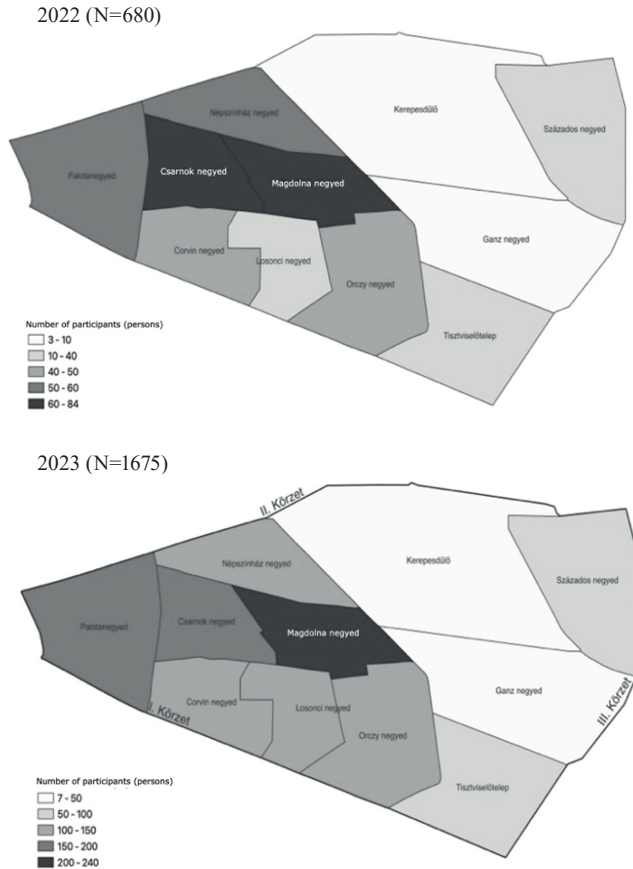 2022 (N=680)
Népszínház negyed
Kerepesdűlő
Százados negyed
Palotanegyed
Csarnok negyed
Magdolna negyed
Corvin negyed
Losonci negyed
Ganz negyed
Orczy negyed
Tisztviselőtelep
Number of participants (persons)
3 - 10
10 - 40
40 - 50
50 - 60
60 - 84
2023 (N=1675)
II. Körzet
Népszínház negyed
Kerepesdűlő
Százados negyed
Palotanegyed
Csarnok negyed
Magdolna negyed
Corvin negyed
Losonci negyed
Ganz negyed
I. Körzet
III. Körzet
Orczy negyed
Tisztviselőtelep
Number of participants (persons)
7 - 50
50 - 100
100 - 150
150 - 200
200 - 240